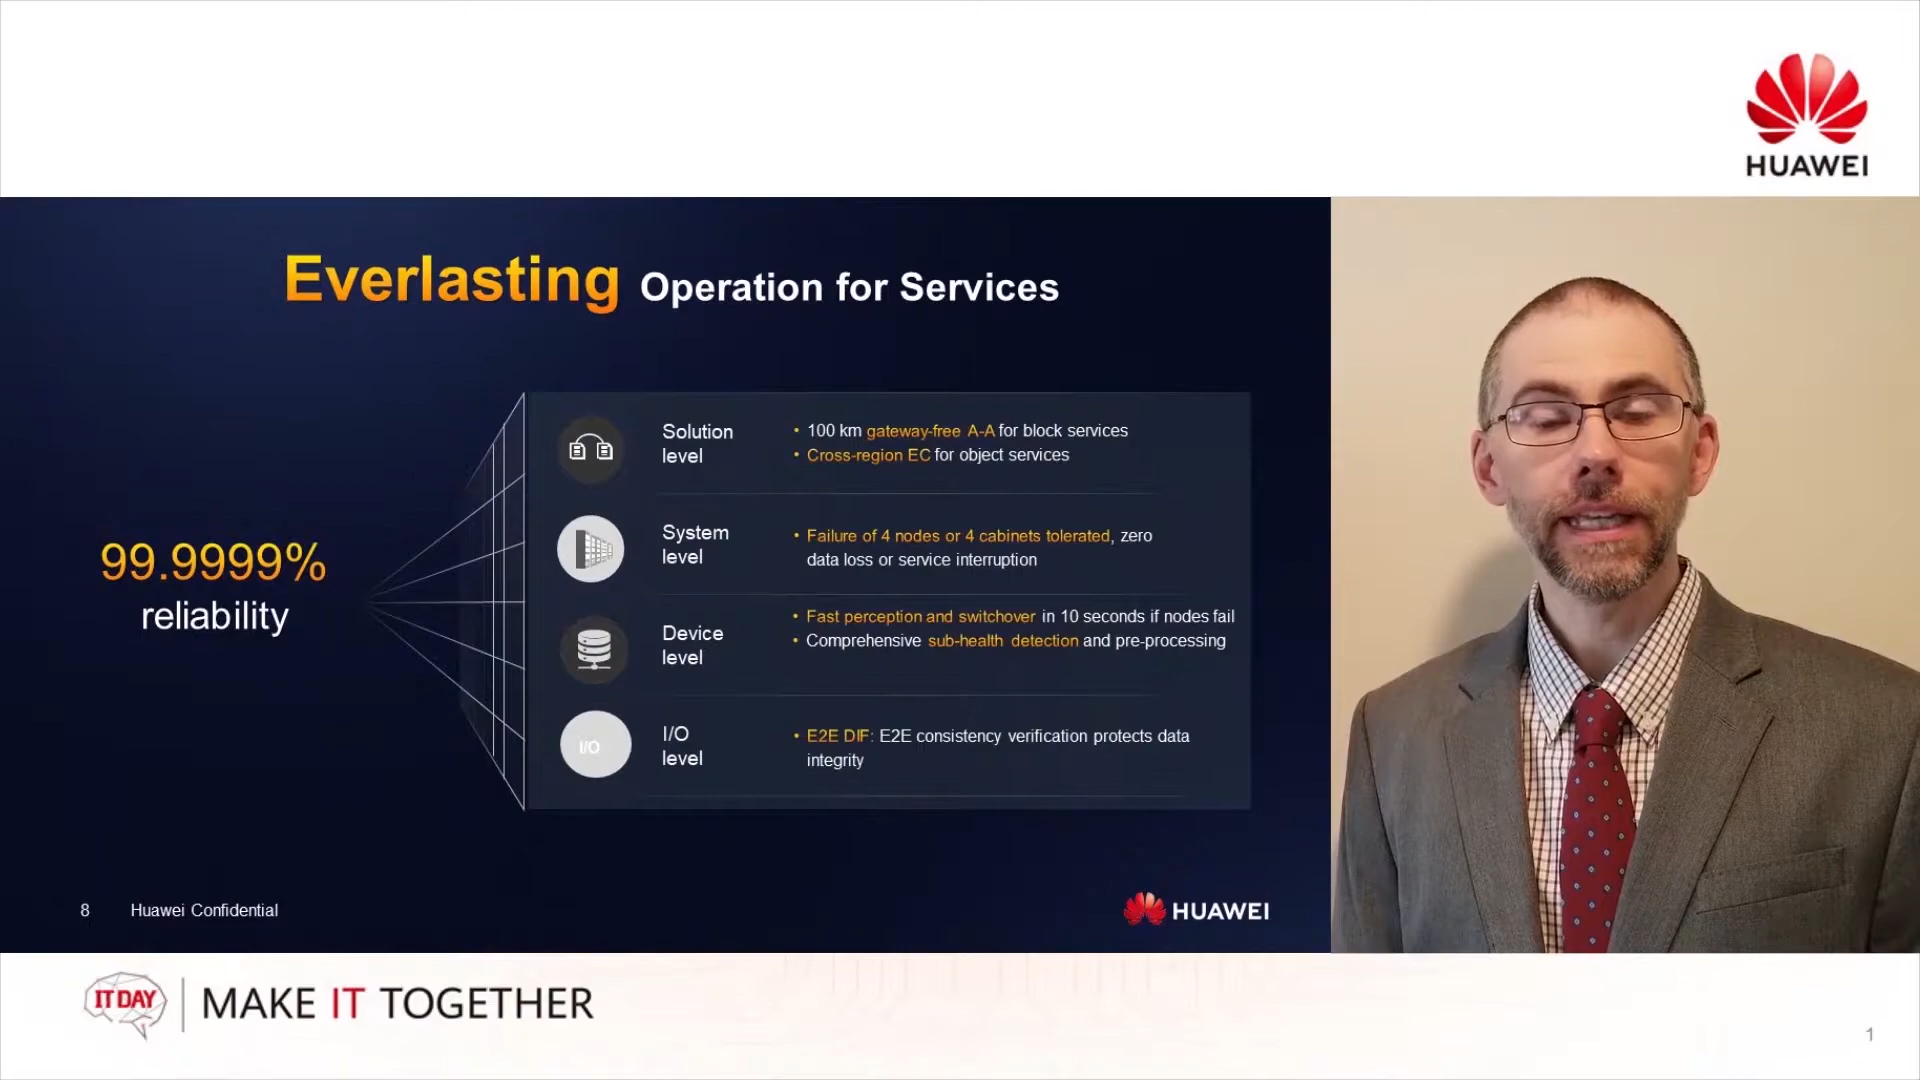 HUAWEI
Everlasting Operation for Services
99.9999%
reliability
Solution
level
• 100 km gateway-free A-A for block services
• Cross-region EC for object services
System
level
• Failure of 4 nodes or 4 cabinets tolerated, zero
data loss or service interruption
Device
level
• Fast perception and switchover in 10 seconds if nodes fail
• Comprehensive sub-health detection and pre-processing
I/O
I/O
level
• E2E DIF: E2E consistency verification protects data
integrity
8 Huawei Confidential
HUAWEI
IT DAY
MAKE IT TOGETHER
1